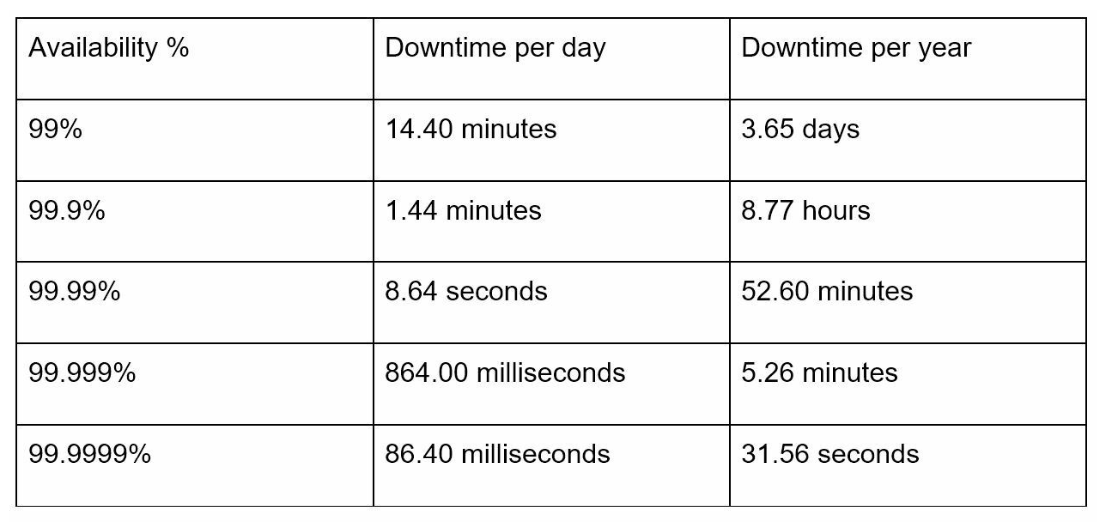 Availability % Downtime per day Downtime per year
99% 14.40 minutes 3.65 days
99.9% 1.44 minutes 8.77 hours
99.99% 8.64 seconds 52.60 minutes
99.999% 864.00 milliseconds 5.26 minutes
99.9999% 86.40 milliseconds 31.56 seconds